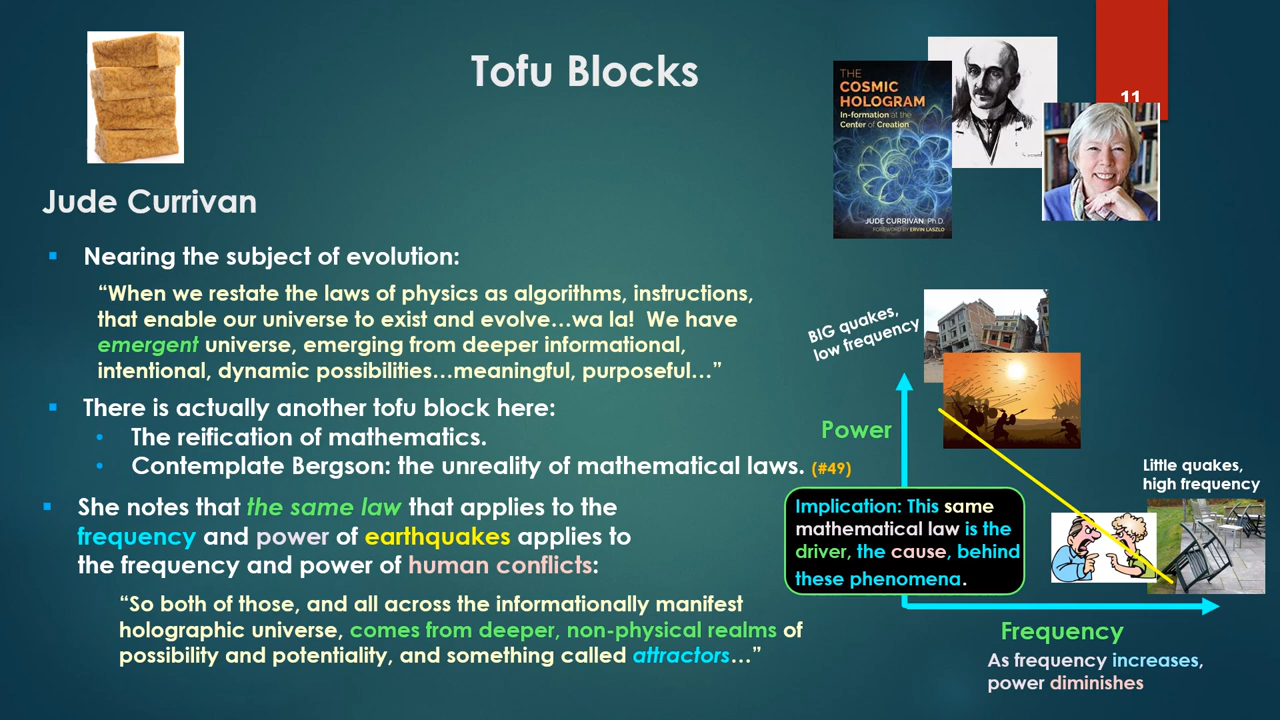 Tofu Blocks
11
THE
COSMIC
HOLOGRAM
In-formation at the
Center of Creation
JUDE CURRIVAN, Ph.D.
FOREWORD BY ERVIN LASZLO
Jude Currivan
Nearing the subject of evolution:
“When we restate the laws of physics as algorithms, instructions,
that enable our universe to exist and evolve…wa la! We have
emergent universe, emerging from deeper informational,
intentional, dynamic possibilities…meaningful, purposeful…”
There is actually another tofu block here:
The reification of mathematics.
Contemplate Bergson: the unreality of mathematical laws. (#49)
She notes that the same law that applies to the
frequency and power of earthquakes applies to
the frequency and power of human conflicts:
“So both of those, and all across the informationally manifest
holographic universe, comes from deeper, non-physical realms of
possibility and potentiality, and something called attractors…”
BIG quakes,
low frequency
Power
Little quakes,
high frequency
Implication: This same
mathematical law is the
driver, the cause, behind
these phenomena.
Frequency
As frequency increases,
power diminishes